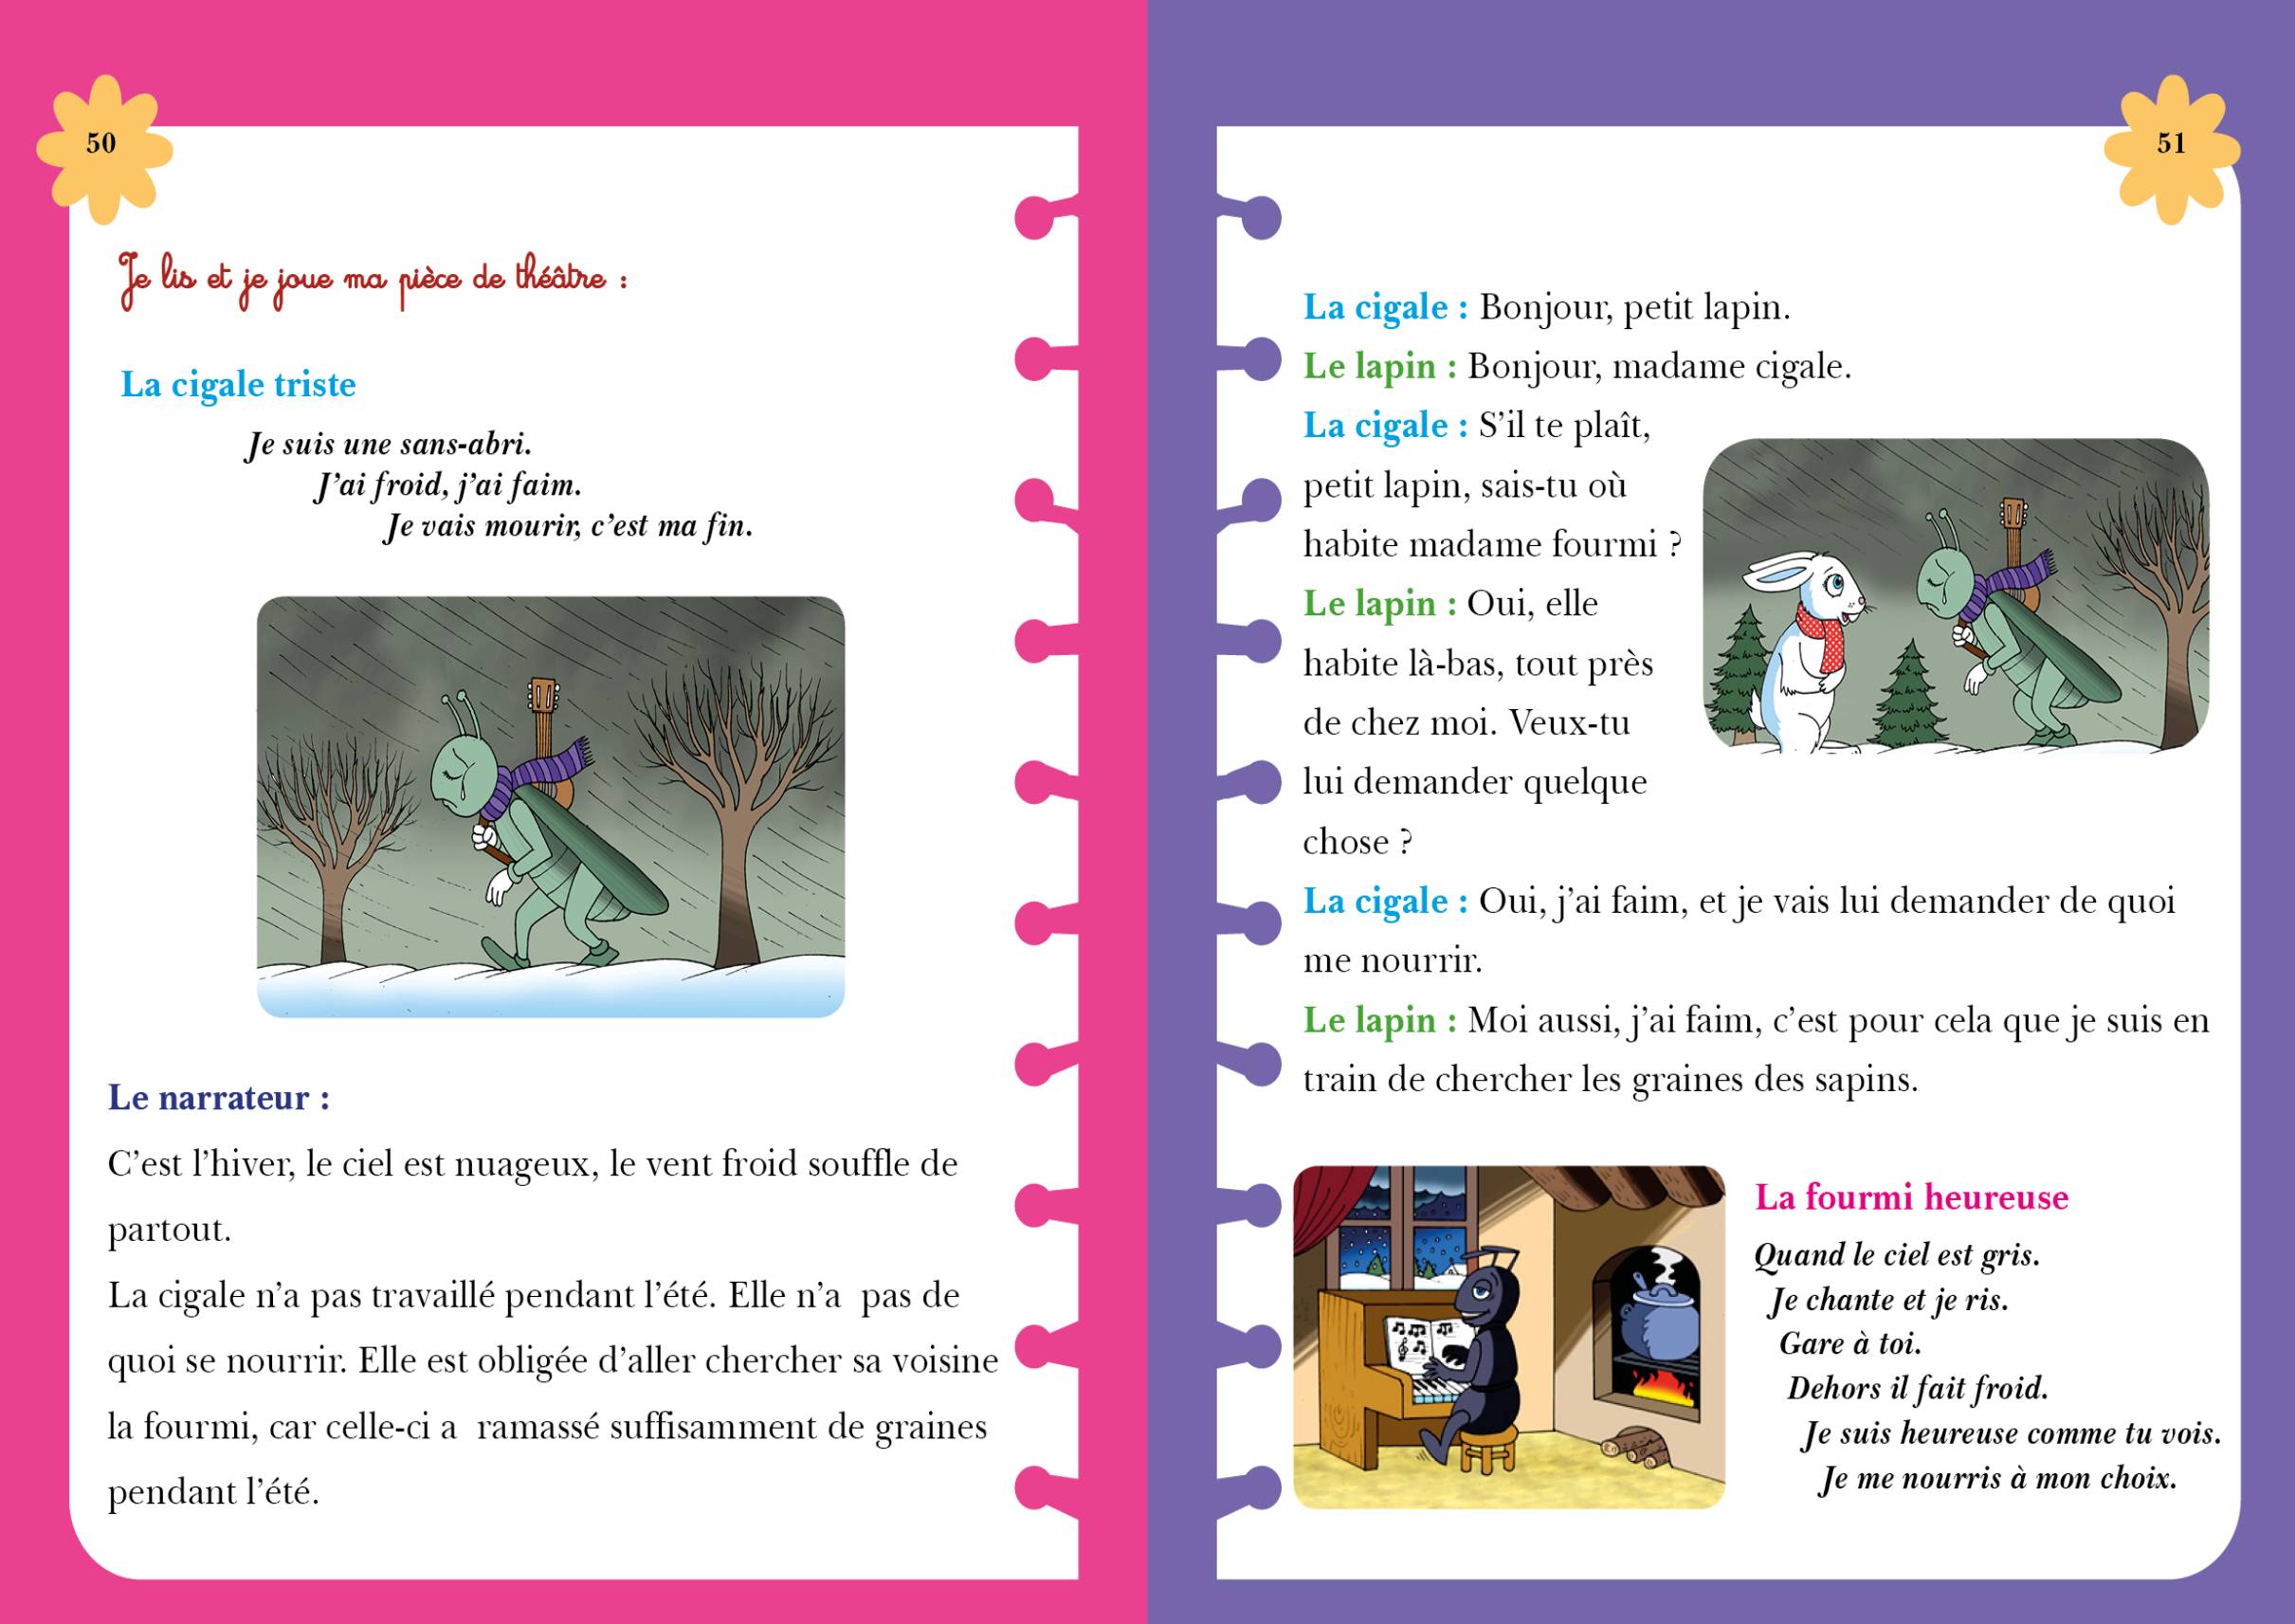 50
Je lis et je joue ma pièce de théâtre :
La cigale triste
Je suis une sans-abri.
J’ai froid, j’ai faim.
Je vais mourir, c’est ma fin.
Le narrateur :
C’est l’hiver, le ciel est nuageux, le vent froid souffle de
partout.
La cigale n’a pas travaillé pendant l’été. Elle n’a  pas de
quoi se nourrir. Elle est obligée d’aller chercher sa voisine
la fourmi, car celle-ci a  ramassé suffisamment de graines
pendant l’été.
51
La cigale : Bonjour, petit lapin.
Le lapin : Bonjour, madame cigale.
La cigale : S’il te plaît,
petit lapin, sais-tu où
habite madame fourmi ?
Le lapin : Oui, elle
habite là-bas, tout près
de chez moi. Veux-tu
lui demander quelque
chose ?
La cigale : Oui, j’ai faim, et je vais lui demander de quoi
me nourrir.
Le lapin : Moi aussi, j’ai faim, c’est pour cela que je suis en
train de chercher les graines des sapins.
La fourmi heureuse
Quand le ciel est gris.
Je chante et je ris.
Gare à toi.
Dehors il fait froid.
Je suis heureuse comme tu vois.
Je me nourris à mon choix.